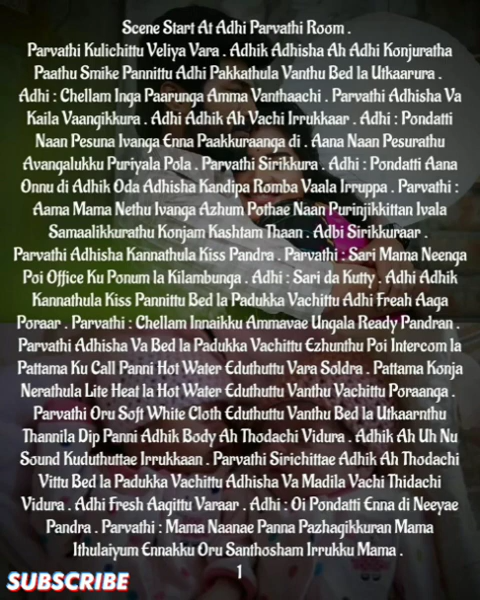 Scene Start At Adhi Parvathi Room .
Parvathi Kulichittu Veliya Vara . Adhik Adhisha Ah Adhi Konjuratha
Paathu Smike Pannittu Adhi Pakkathula Vanthu Bed la Utkaarura .
Adhi : Chellam Inga Paarunga Amma Vanthaachi . Parvathi Adhisha Va
Kaila Vaangikkura . Adhi Adhik Ah Vachi Irrukkaar . Adhi : Pondatti
Naan Pesuna Ivanga Enna Paakkuraanga di . Aana Naan Pesurathu
Avangalukku Puriyala Pola . Parvathi Sirikkura . Adhi : Pondatti Aana
Onnu di Adhik Oda Adhisha Kandipa Romba Vaala Irruppa . Parvathi :
Aama Mama Nethu Ivanga Azhum Pothae Naan Purinjikkittan Ivala
Samaalikkurathu Konjam Kashtam Thaan . Adbi Sirikkuraar .
Parvathi Adhisha Kannathula Kiss Pandra . Parvathi : Sari Mama Neenga
Poi Office Ku Ponum la Kilambunga . Adhi : Sari da Kutty . Adhi Adhik
Kannathula Kiss Pannittu Bed la Padukka Vachittu Adhi Freah Aaga
Poraar . Parvathi : Chellam Imaikku Ammavae Ungala Ready Pandran .
Parvathi Adhisha Va Bed la Padukka Vachittu Ezhunthu Poi Intercom la
Pattama Ku Call Panni Hot Water Eduthuttu Vara Soldra . Pattama Konja
Nerathula Lite Heat la Hot Water Eduthuttu Vanthu Vachittu Poraanga .
Parvathi Oru Soft White Cloth Eduthuttu Vanthu Bed la Utkaarnthu
Thannila Dip Panni Adhik Body Ah Thodachi Vidura . Adhik Ah Uh Nu
Sound Kuduthuttae Irrukkaan . Parvathi Sirichittae Adhik Ah Thodachi
Vittu Bed la Padukka Vachittu Adhisha Va Madila Vachi Thidachi
Vidura . Adhi Fresh Aagittu Varaar . Adhi : Oi Pondatti Enna di Neeyae
Pandra . Parvathi : Mama Naanae Panna Pazhagikkuran Mama
Ithulaiyum Ennakku Oru Santhosham Irrukku Mama .
SUBSCRIBE
1